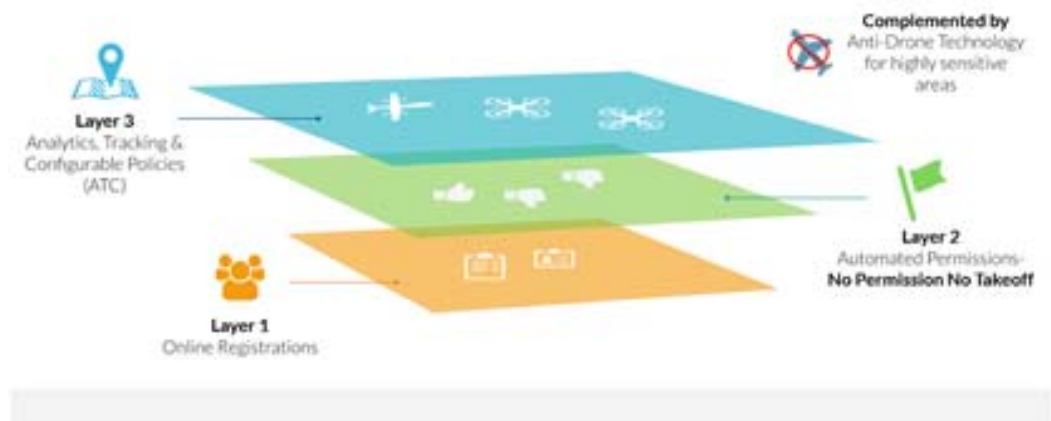 Complemented by
Anti-Drone Technology
for highly sensitive
areas
Layer 3
Analytics, Tracking &
Configurable Policies
(ATC)
Layer 2
Automated Permissions-
No Permission No Takeoff
Layer 1
Online Registrations